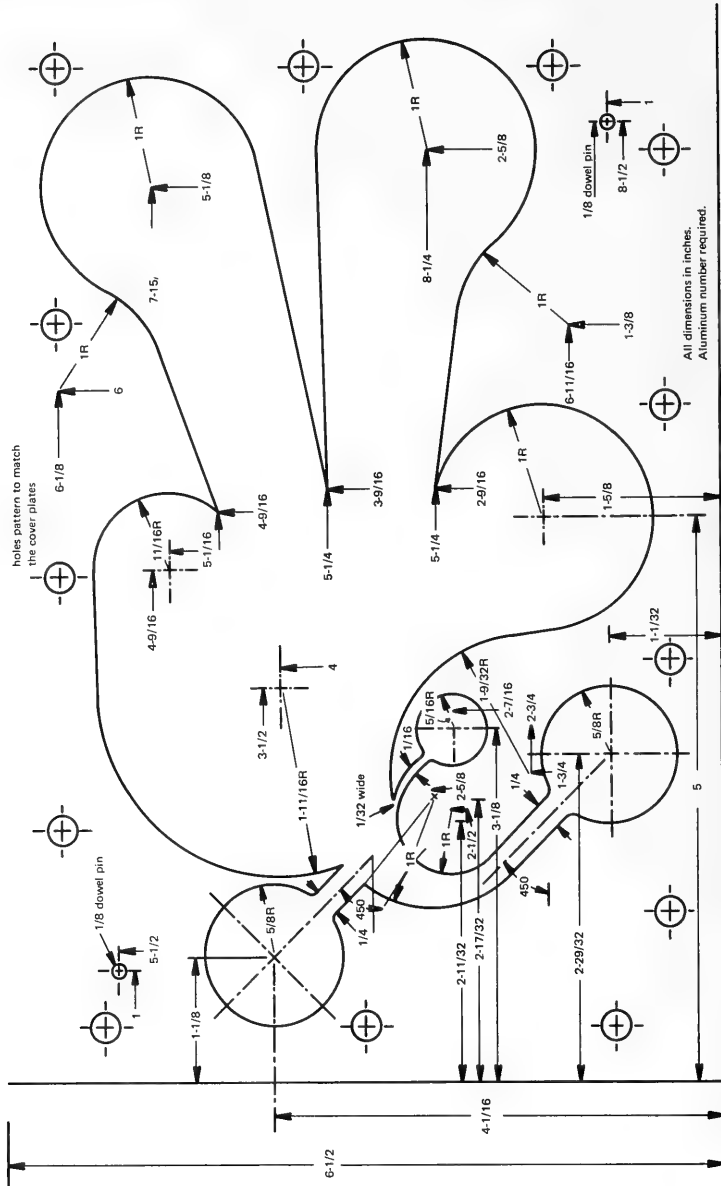 holes pattern to match
the cover plates
1/8 dowel pin
5-1/2
1
1-1/8
5/8R
1/4
450
1-11/16R
3-1/2
4
4-9/16
11/16R
5-1/16
4-9/16
6-1/8
6
1R
7-15,
1R
5-1/8
5-1/4
3-9/16
5-1/4
2-9/16
8-1/4
1R
2-5/8
1R
6-11/16
1-3/8
1/8 dowel pin
1
8-1/2
1/32 wide
1/16
5/16R
1-9/32R
2-7/16
2-3/4
2-5/8
1R
1R
2-1/2
3-1/8
2-11/32
2-17/32
1/4
1-3/4
450
5/8R
2-29/32
1R
1-5/8
1-1/32
5
4-1/16
6-1/2
All dimensions in inches.
Aluminum number required.